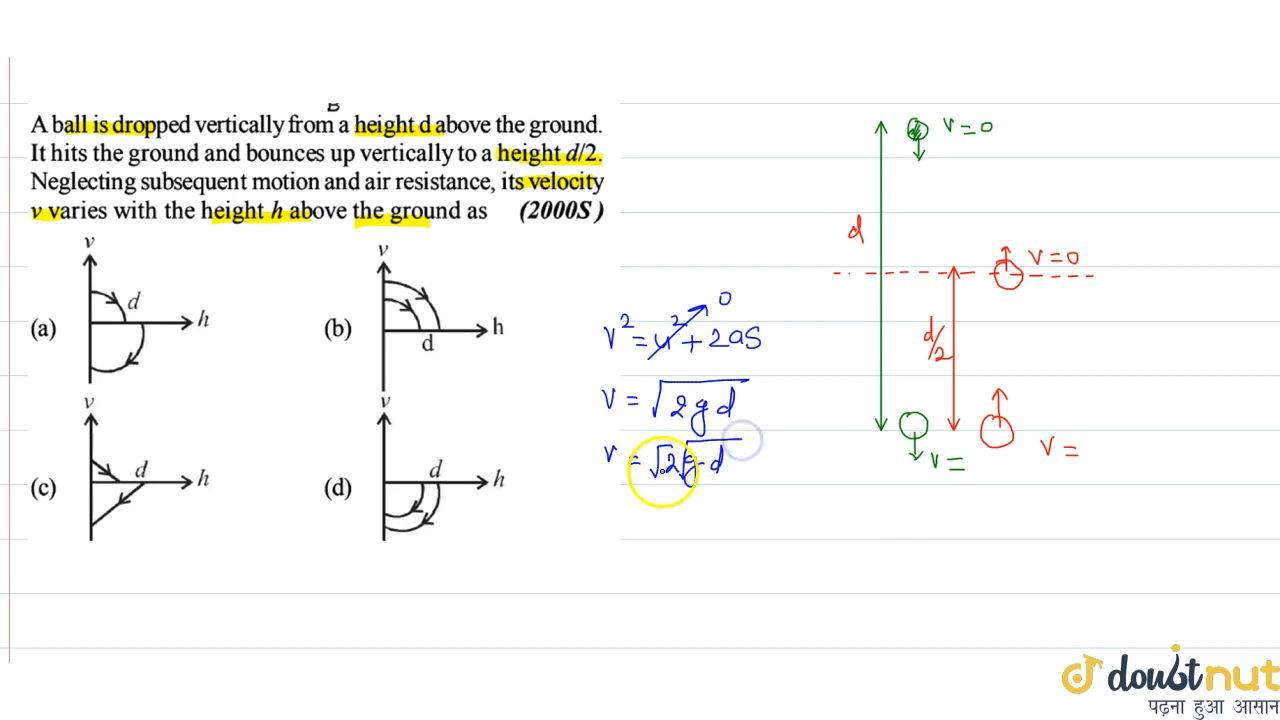 A ball is dropped vertically from a height d above the ground.
It hits the ground and bounces up vertically to a height d/2.
Neglecting subsequent motion and air resistance, its velocity
v varies with the height h above the ground as (2000S)
(a) v d h
(b) v d h
(c) v d h
(d) v d h
v² = u² + 2as 0
v = √2gd
v = √2√g d
d
v = 0
v = 0
d/2
v =
v =
doubtnut
पढ़ना हुआ आसान